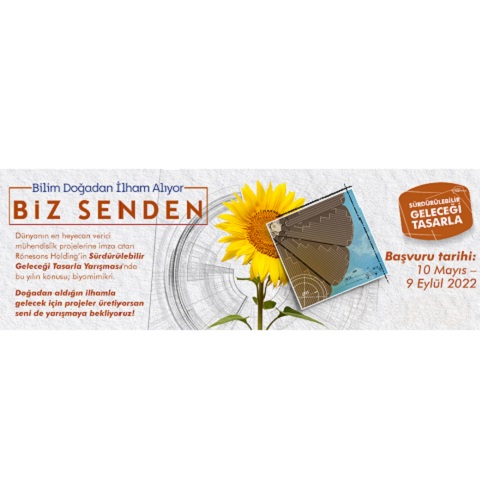 Bilim Doğadan İlham Alıyor
BİZ SENDEN
Dünyanın en heyecan verici
mühendislik projelerine imza atan
Rönesans Holding'in Sürdürülebilir
Geleceği Tasarla Yarışması'nda
bu yılın konusu; biyomimikri.
Doğadan aldığın ilhamla
gelecek için projeler üretiyorsan
seni de yarışmaya bekliyoruz!
SÜRDÜRÜLEBİLİR
GELECEĞİ
TASARLA
Başvuru tarihi:
10 Mayıs –
9 Eylül 2022